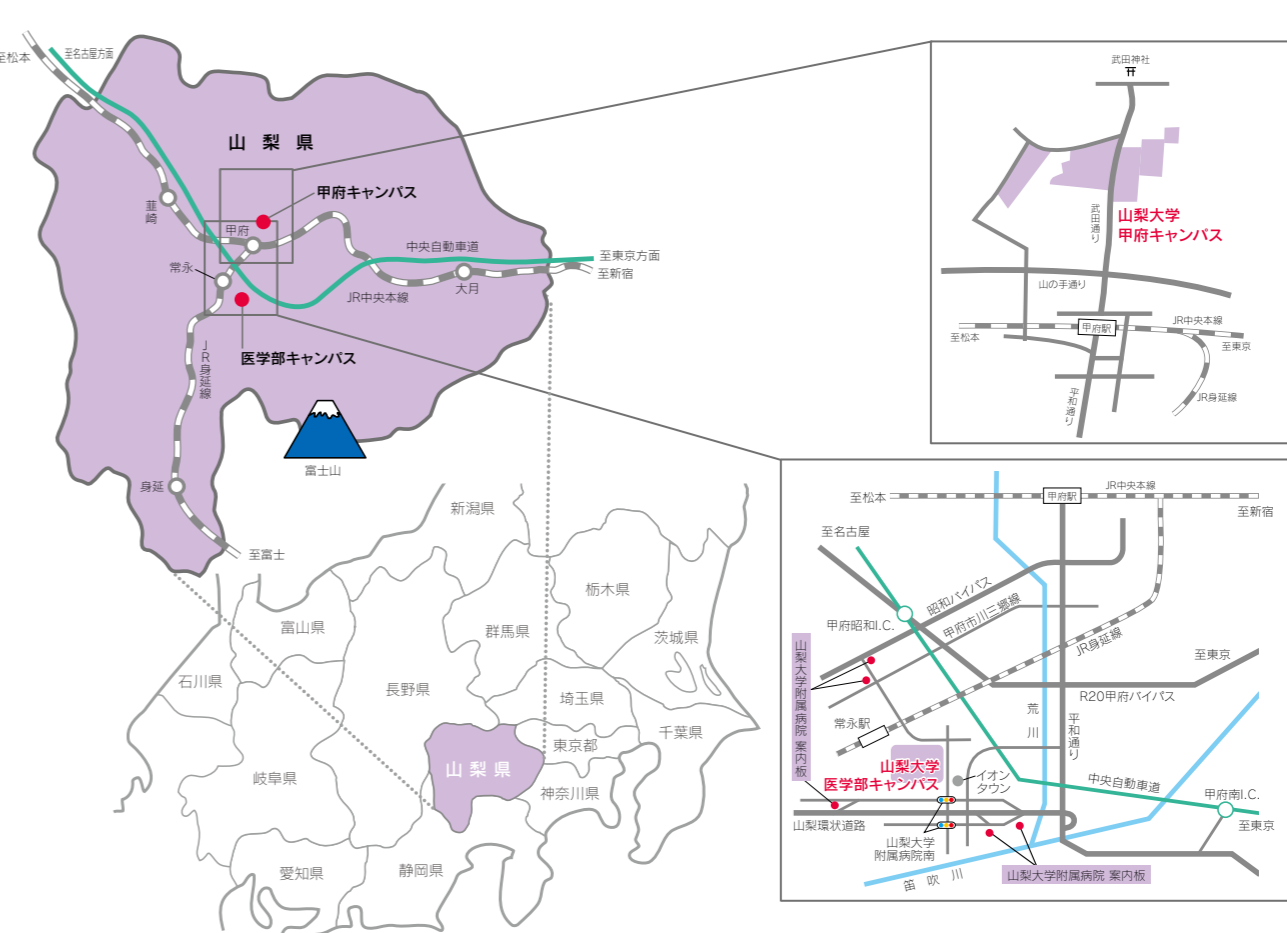 至松本
至名古屋方面
山梨県
甲府キャンパス
韮崎
甲府
常永
中央自動車道
至東京方面
至新宿
JR中央本線
大月
JR身延線
医学部キャンパス
富士山
身延
至富士
武田神社
武田通り
山梨大学
甲府キャンパス
山の手通り
甲府駅
JR中央本線
至松本
至東京
平和通り
JR身延線
新潟県
栃木県
富山県
群馬県
茨城県
石川県
長野県
埼玉県
千葉県
東京都
山梨県
岐阜県
神奈川県
愛知県
静岡県
至松本
甲府駅
JR中央本線
至新宿
至名古屋
昭和バイパス
甲府市川三郷線
甲府昭和I.C.
JR身延線
山梨大学附属病院 案内板
至東京
R20甲府バイパス
常永駅
荒川
平和通り
山梨大学
医学部キャンパス
イオン
タウン
中央自動車道
甲府南I.C.
至東京
山梨環状道路
山梨大学
附属病院南
山梨大学附属病院 案内板
笛吹川